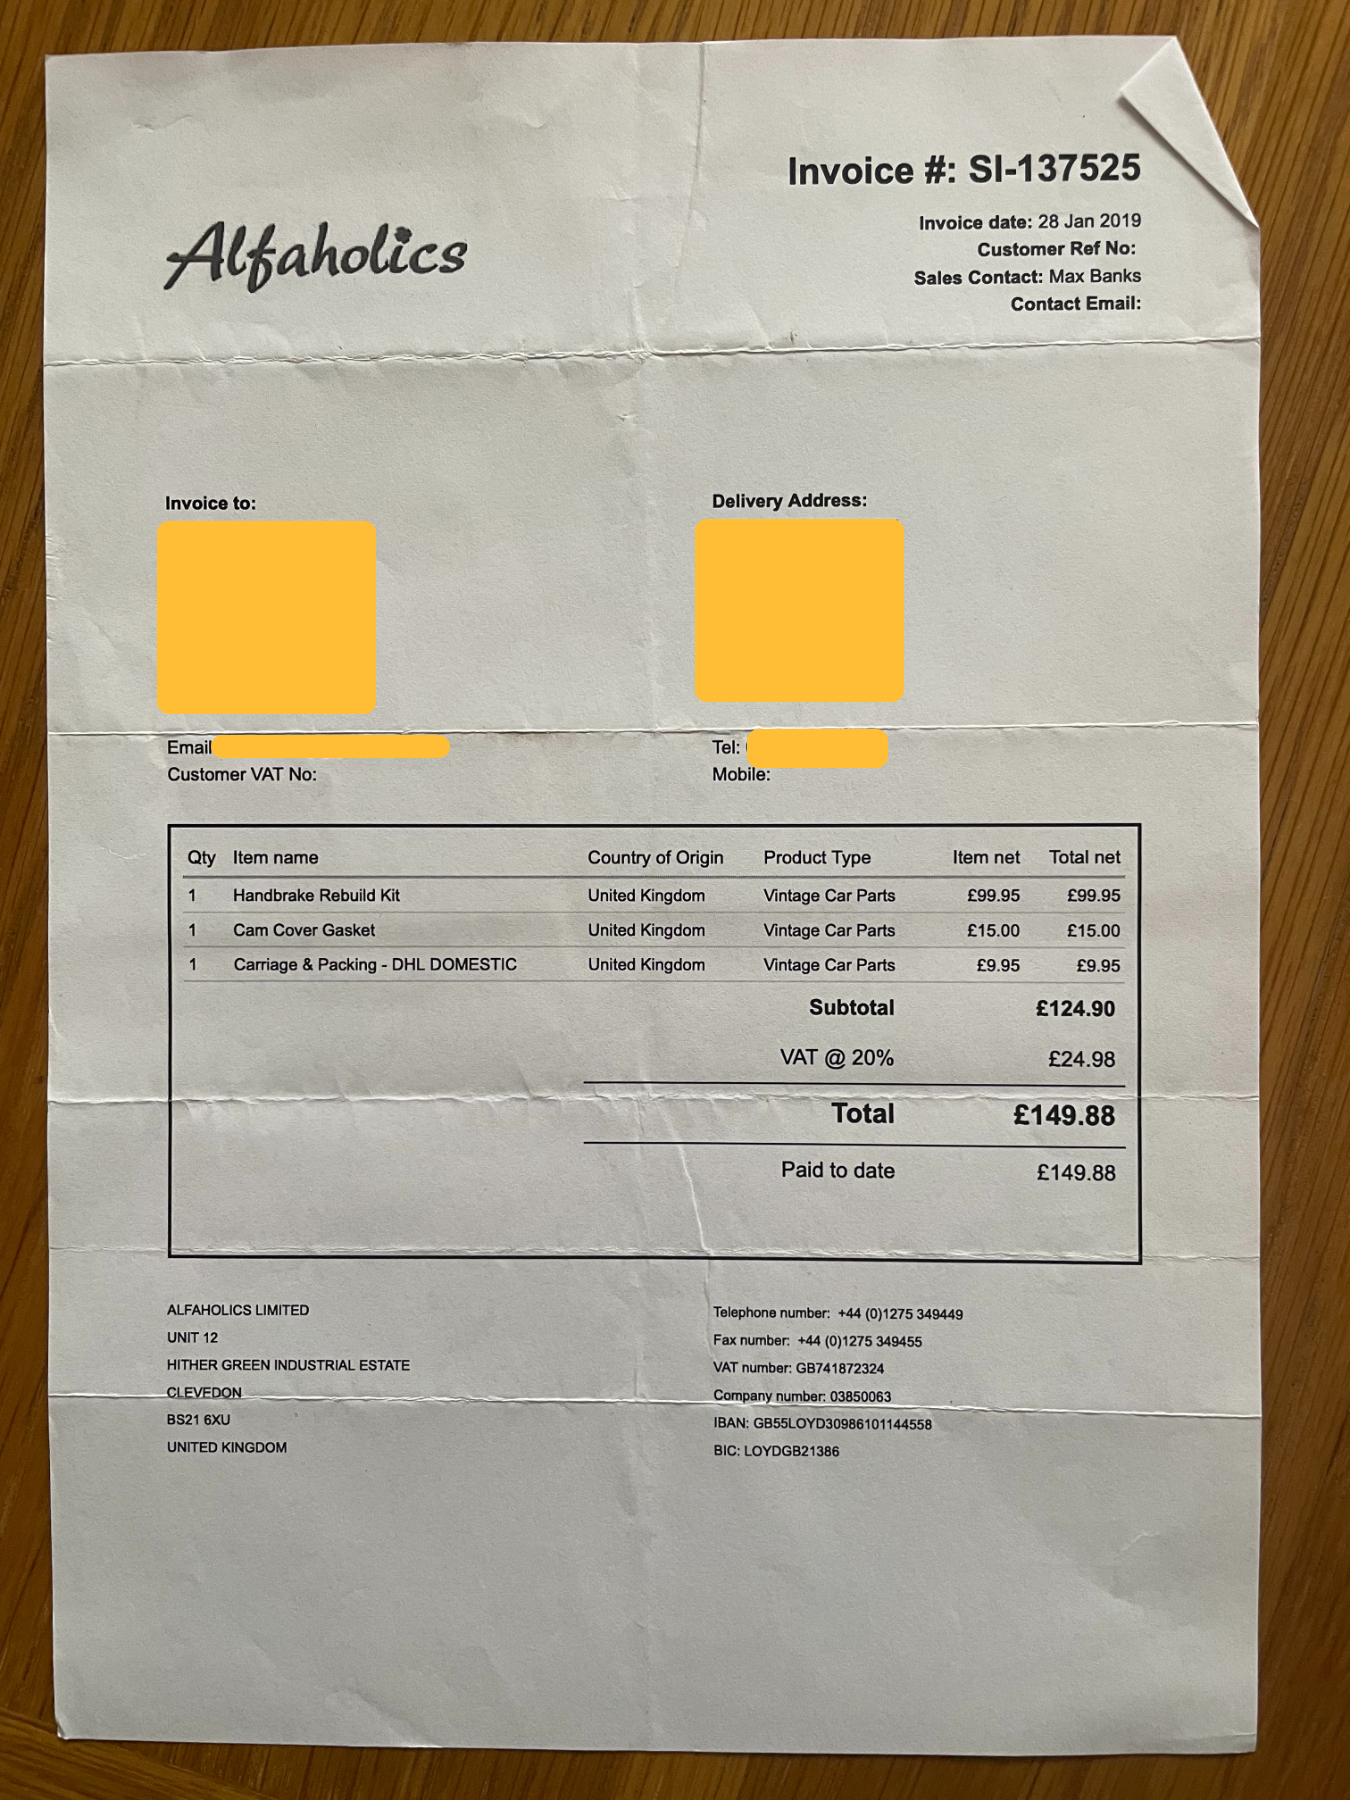 Alfaholics
Invoice #: SI-137525
Invoice date: 28 Jan 2019
Customer Ref No:
Sales Contact: Max Banks
Contact Email:
Invoice to:
Delivery Address:
Email
Customer VAT No:
Tel:
Mobile:
Qty Item name Country of Origin Product Type Item net Total net
1 Handbrake Rebuild Kit United Kingdom Vintage Car Parts £99.95 £99.95
1 Cam Cover Gasket United Kingdom Vintage Car Parts £15.00 £15.00
1 Carriage & Packing - DHL DOMESTIC United Kingdom Vintage Car Parts £9.95 £9.95
Subtotal £124.90
VAT @ 20% £24.98
Total £149.88
Paid to date £149.88
ALFAHOLICS LIMITED
UNIT 12
HITHER GREEN INDUSTRIAL ESTATE
CLEVEDON
BS21 6XU
UNITED KINGDOM
Telephone number: +44 (0)1275 349449
Fax number: +44 (0)1275 349455
VAT number: GB741872324
Company number: 03850063
IBAN: GB55LOYD30986101144558
BIC: LOYDGB21386